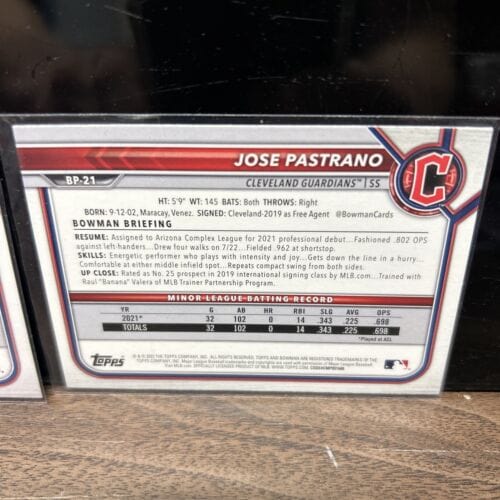 BP-21
JOSE PASTRANO
CLEVELAND GUARDIANS™ | SS
C
HT: 5'9" WT: 145 BATS: Both THROWS: Right
BORN: 9-12-02, Maracay, Venez. SIGNED: Cleveland-2019 as Free Agent @BowmanCards
BOWMAN BRIEFING
RESUME: Assigned to Arizona Complex League for 2021 professional debut...Fashioned .802 OPS
against left-handers...Drew four walks on 7/22...Fielded .962 at shortstop.
SKILLS: Energetic performer who plays with intensity and joy...Gets down the line in a hurry...
Comfortable at either middle infield spot...Repeats compact swing from both sides.
UP CLOSE: Rated as No. 25 prospect in 2019 international signing class by MLB.com...Trained with
Raul "Banana" Valera of MLB Trainer Partnership Program.
MINOR LEAGUE BATTING RECORD
YR G AB HR RBI SLG AVG OPS
2021* 32 102 0 14 .343 .225 .698
TOTALS 32 102 0 14 .343 .225 .698
*Played at ACL
Topps